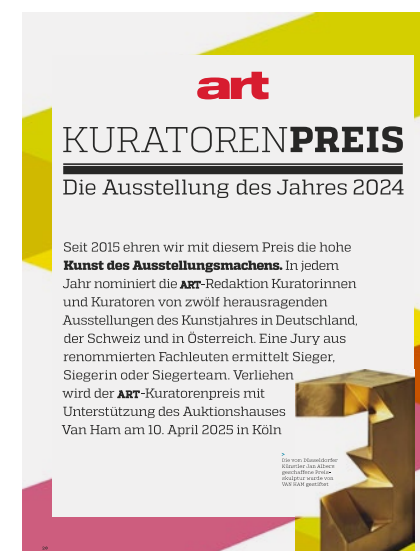 art
KURATORENPREIS
Die Ausstellung des Jahres 2024
Seit 2015 ehren wir mit diesem Preis die hohe
Kunst des Ausstellungsmachens. In jedem
Jahr nominiert die ART-Redaktion Kuratorinnen
und Kuratoren von zwölf herausragenden
Ausstellungen des Kunstjahres in Deutschland,
der Schweiz und in Österreich. Eine Jury aus
renommierten Fachleuten ermittelt Sieger,
Siegerin oder Siegerteam. Verliehen
wird der ART-Kuratorenpreis mit
Unterstützung des Auktionshauses
Van Ham am 10. April 2025 in Köln
>
Die vom Düsseldorfer
Künstler Jan Albers
geschaffene Preis-
skulptur wurde von
VAN HAM gestiftet